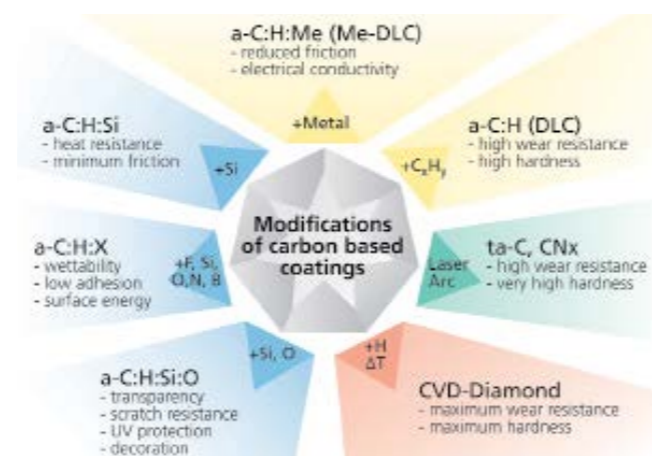 a-C:H:Me (Me-DLC)
- reduced friction
- electrical conductivity
+Metal
a-C:H (DLC)
- high wear resistance
- high hardness
+CxHy
ta-C, CNx
- high wear resistance
- very high hardness
Laser
Arc
CVD-Diamond
- maximum wear resistance
- maximum hardness
+H
ΔT
a-C:H:Si:O
- transparency
- scratch resistance
- UV protection
- decoration
+Si, O
a-C:H:X
- wettability
- low adhesion
- surface energy
+F, Si,
O,N, B
a-C:H:Si
- heat resistance
- minimum friction
+Si
Modifications
of carbon based
coatings